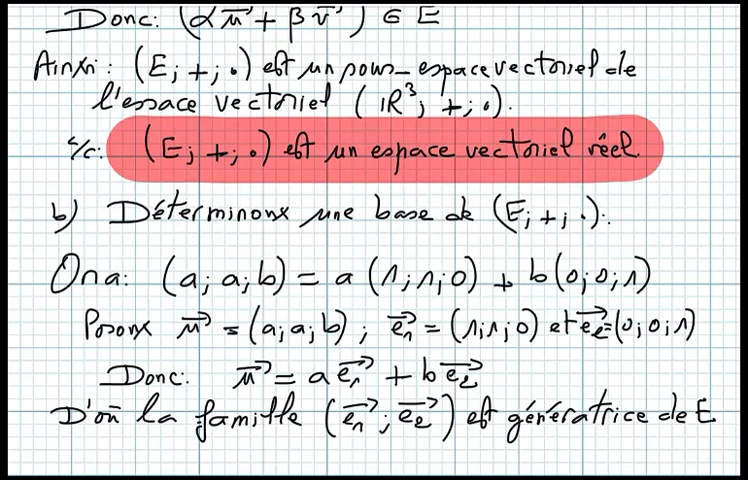 Donc: (α u⃗ + β v⃗) ∈ E
Ainsi: (E; +; .) est un sous-espace vectoriel de
l'espace vectoriel (ℝ³; +; .).
c/c: (E; +; .) est un espace vectoriel réel.
b) Déterminons une base de (E; +; .):
On a: (a; a; b) = a (1; 1; 0) + b (0; 0; 1)
Posons u⃗ = (a; a; b) ; e₁⃗ = (1; 1; 0) et e₂⃗ = (0; 0; 1)
Donc: u⃗ = a e₁⃗ + b e₂⃗
D'où la famille (e₁⃗ ; e₂⃗) est génératrice de E